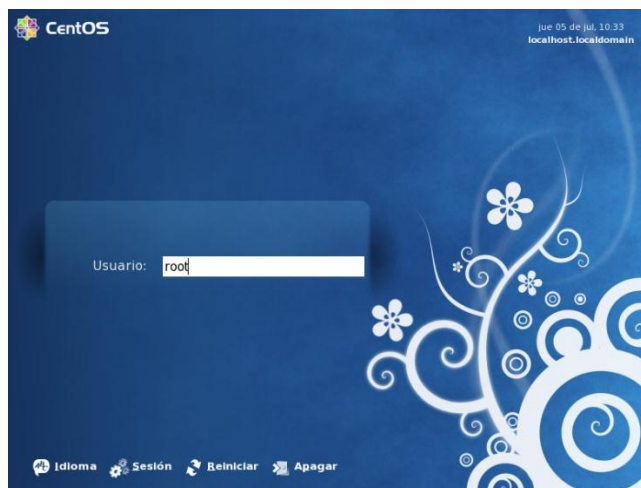 CentOS
jue 05 de jul, 10:33
localhost.localdomain
Usuario: root
Idioma Sesión Reiniciar Apagar